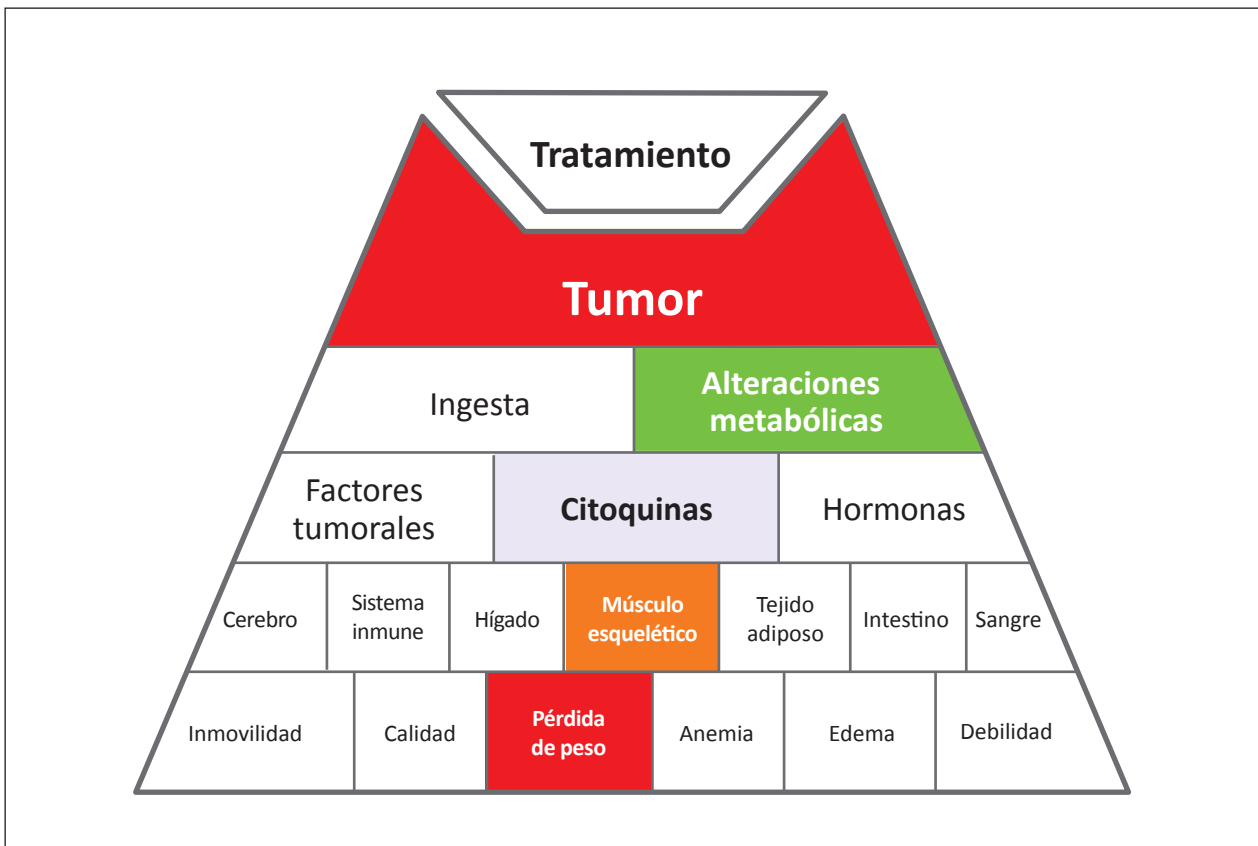 Tratamiento
Tumor
Ingesta
Alteraciones
metabólicas
Factores
tumorales
Citoquinas
Hormonas
Cerebro
Sistema
inmune
Hígado
Músculo
esquelético
Tejido
adiposo
Intestino
Sangre
Inmovilidad
Calidad
Pérdida
de peso
Anemia
Edema
Debilidad